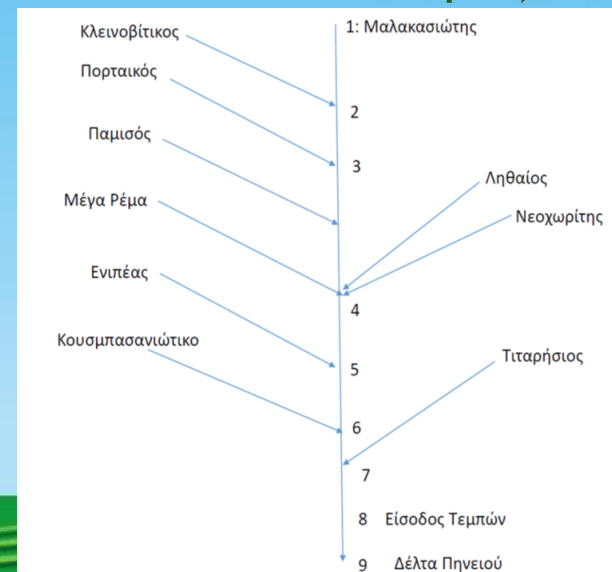 1: Μαλακασιώτης
Κλεινοβίτικος
Πορταικός
2
Παμισός
3
Ληθαίος
Μέγα Ρέμα
Νεοχωρίτης
Ενιπέας
4
Κουσμπασανιώτικο
Τιταρήσιος
5
6
7
8 Είσοδος Τεμπών
9 Δέλτα Πηνειού